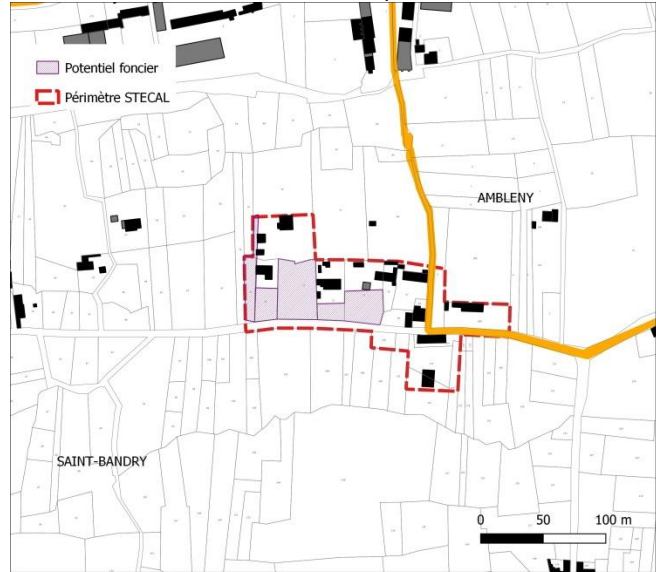 Potentiel foncier
Périmètre STECAL
AMBLENY
SAINT-BANDRY
0 50 100 m